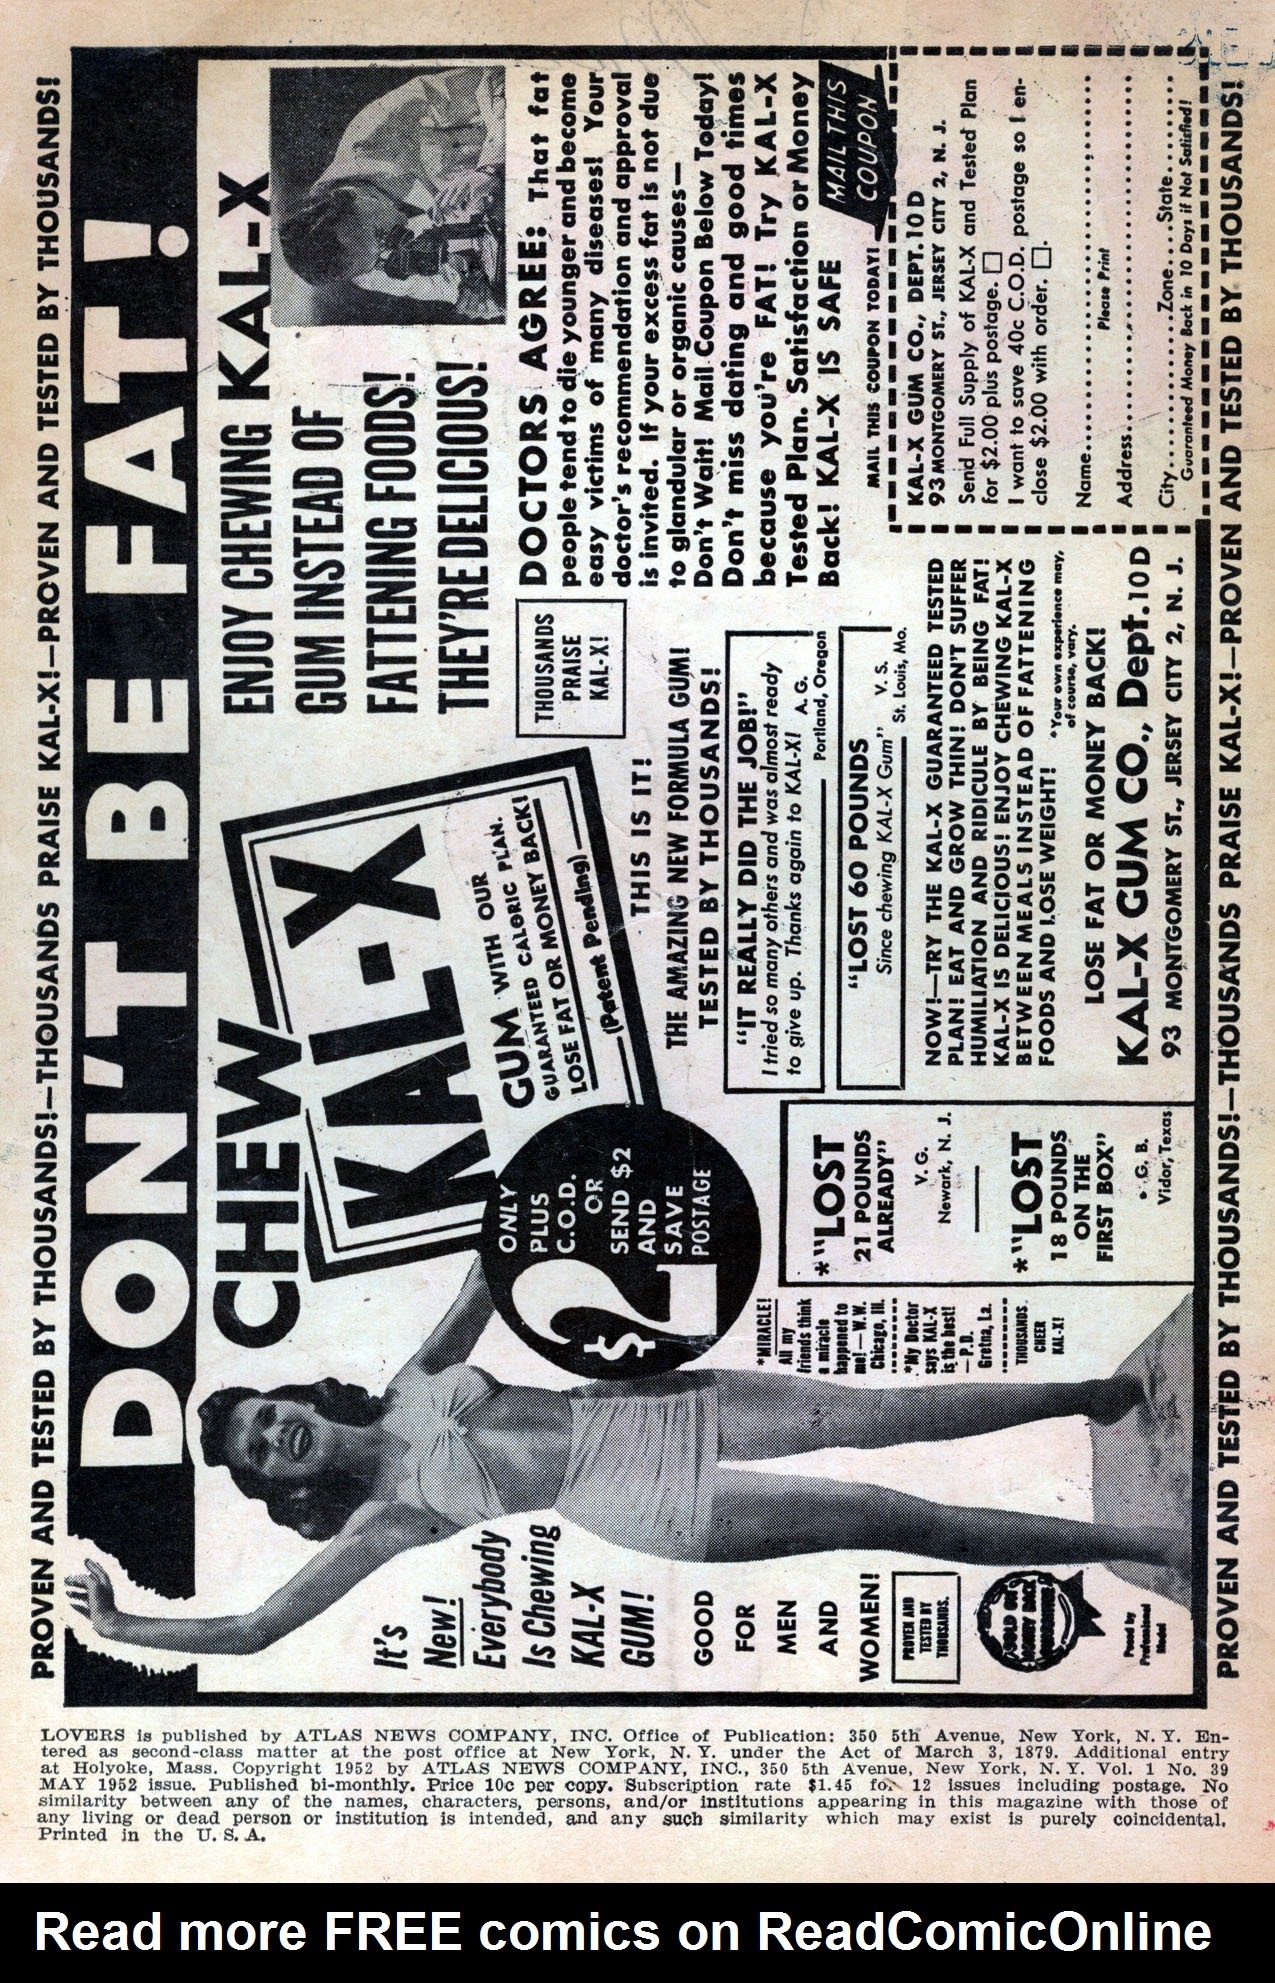 PROVEN AND TESTED BY THOUSANDS!—THOUSANDS PRAISE KAL-X!—PROVEN AND TESTED BY THOUSANDS!
DON'T BE FAT!
CHEW
KAL-X
GUM WITH OUR
GUARANTEED CALORIC PLAN.
LOSE FAT OR MONEY BACK!
(Patent Pending)
ENJOY CHEWING KAL-X
GUM INSTEAD OF
FATTENING FOODS!
THEY'RE DELICIOUS!
It's
New!
Everybody
Is Chewing
KAL-X
GUM!
GOOD
FOR
MEN
AND
WOMEN!
PROVEN AND
TESTED BY
THOUSANDS.
SOLD ON
MONEY BACK
GUARANTEE
Posed by
Professional
Model
ONLY
$2
PLUS
C.O.D.
OR
SEND $2
AND
SAVE
POSTAGE
*MIRACLE!
All my
friends think
a miracle
happened to
me!—W.W.
Chicago, Ill.
*My Doctor
says KAL-X
is the best!
—P.D.
Gretna, La.
THOUSANDS
CHEER
KAL-X!
*"LOST
21 POUNDS
ALREADY"
V. G.
Newark, N. J.
*"LOST
18 POUNDS
ON THE
FIRST BOX"
G. B.
Vidor, Texas
THOUSANDS
PRAISE
KAL-X!
THIS IS IT!
THE AMAZING NEW FORMULA GUM!
TESTED BY THOUSANDS!
"IT REALLY DID THE JOB!"
I tried so many others and was almost ready
to give up. Thanks again to KAL-X! A. G.
Portland, Oregon
"LOST 60 POUNDS
Since chewing KAL-X Gum" V. S.
St. Louis, Mo.
NOW!—TRY THE KAL-X GUARANTEED TESTED
PLAN! EAT AND GROW THIN! DON'T SUFFER
HUMILIATION AND RIDICULE BY BEING FAT!
KAL-X IS DELICIOUS! ENJOY CHEWING KAL-X
BETWEEN MEALS INSTEAD OF FATTENING
FOODS AND LOSE WEIGHT!
*Your own experience may,
of course, vary.
LOSE FAT OR MONEY BACK!
KAL-X GUM CO., Dept. 10 D
93 MONTGOMERY ST., JERSEY CITY 2, N. J.
DOCTORS AGREE: That fat
people tend to die younger and become
easy victims of many diseases! Your
doctor's recommendation and approval
is invited. If your excess fat is not due
to glandular or organic causes—
Don't Wait! Mail Coupon Below Today!
Don't miss dating and good times
because you're FAT! Try KAL-X
Tested Plan. Satisfaction or Money
Back! KAL-X IS SAFE
MAIL THIS
COUPON
MAIL THIS COUPON TODAY!
KAL-X GUM CO., DEPT. 10 D
93 MONTGOMERY ST., JERSEY CITY 2, N. J.
Send Full Supply of KAL-X and Tested Plan
for $2.00 plus postage. □
I want to save 40c C.O.D. postage so I en-
close $2.00 with order. □.
Name
Please Print
Address
City Zone State
Guaranteed Money Back in 10 Days if Not Satisfied!
PROVEN AND TESTED BY THOUSANDS!—THOUSANDS PRAISE KAL-X!—PROVEN AND TESTED BY THOUSANDS!
LOVERS is published by ATLAS NEWS COMPANY, INC. Office of Publication: 350 5th Avenue, New York, N. Y. En-
tered as second-class matter at the post office at New York, N. Y. under the Act of March 3, 1879. Additional entry
at Holyoke, Mass. Copyright 1952 by ATLAS NEWS COMPANY, INC., 350 5th Avenue, New York, N. Y. Vol. 1 No. 39
MAY 1952 issue. Published bi-monthly. Price 10c per copy. Subscription rate $1.45 for 12 issues including postage. No
similarity between any of the names, characters, persons, and/or institutions appearing in this magazine with those of
any living or dead person or institution is intended, and any such similarity which may exist is purely coincidental.
Printed in the U. S. A.
Read more FREE comics on ReadComicOnline